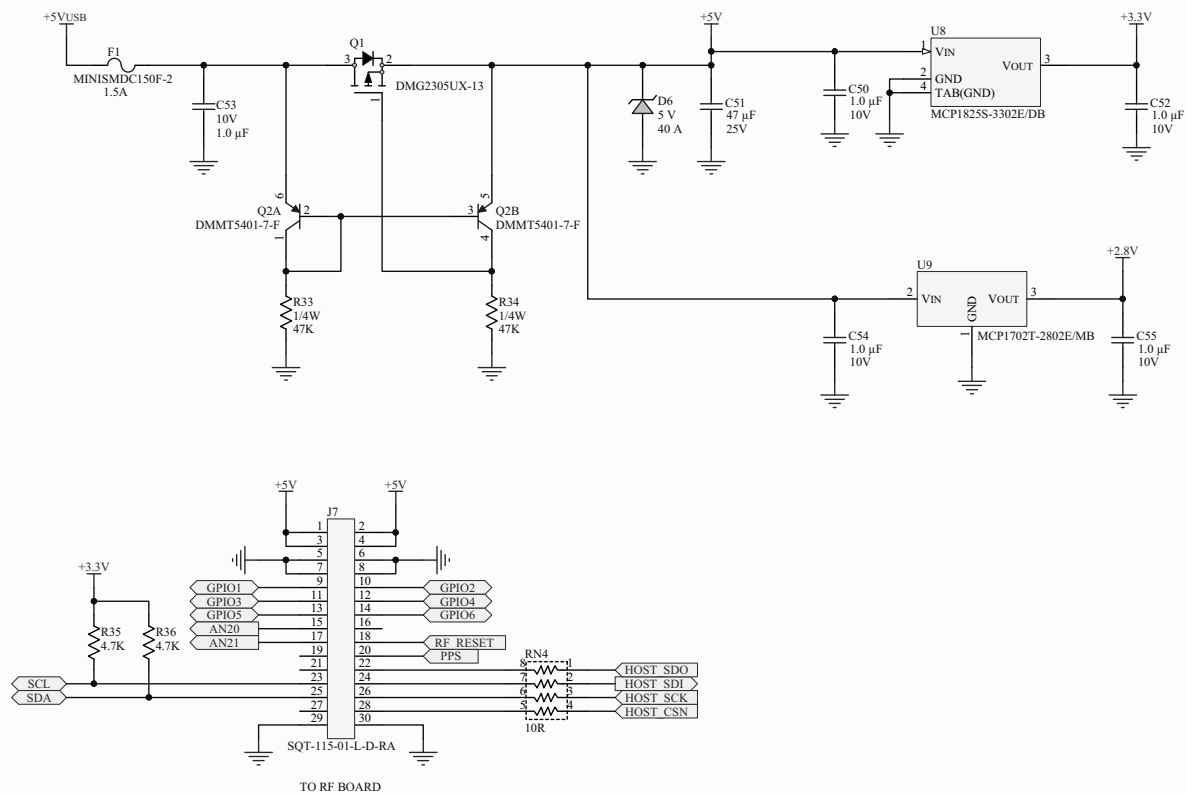 +5VUSB
F1
MINISMDC150F-2
1.5A
C53
10V
1.0 µF
Q1
3
2
1
DMG2305UX-13
6
Q2A
2
DMMT5401-7-F
1
5
3
Q2B
DMMT5401-7-F
4
R33
1/4W
47K
R34
1/4W
47K
+5V
D6
5 V
40 A
C51
47 µF
25V
C50
1.0 µF
10V
U8
1
VIN
2
GND
4
TAB(GND)
VOUT
3
MCP1825S-3302E/DB
+3.3V
C52
1.0 µF
10V
C54
1.0 µF
10V
U9
2
VIN
GND
1
VOUT
3
MCP1702T-2802E/MB
+2.8V
C55
1.0 µF
10V
+5V
+5V
J7
1 2
3 4
5 6
7 8
GPIO1 9 10 GPIO2
GPIO3 11 12 GPIO4
GPIO5 13 14 GPIO6
AN20 15 16
AN21 17 18 RF_RESET
19 20 PPS
21 22
23 24
25 26
27 28
29 30
+3.3V
R35
4.7K
R36
4.7K
SCL
SDA
RN4
8 1 HOST_SDO
7 2 HOST_SDI
6 3 HOST_SCK
5 4 HOST_CSN
10R
SQT-115-01-L-D-RA
TO RF BOARD